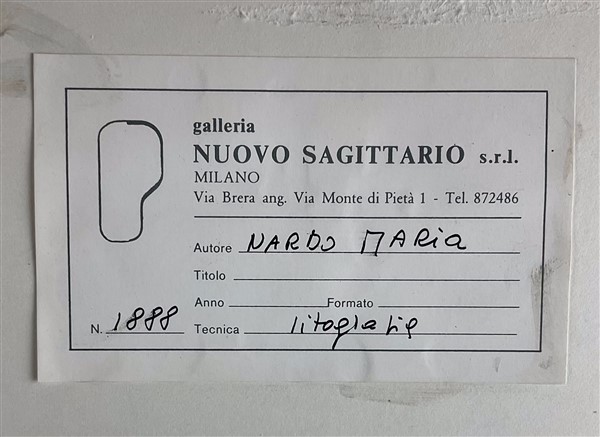 galleria
NUOVO SAGITTARIO s.r.l.
MILANO
Via Brera ang. Via Monte di Pietà 1 - Tel. 872486
Autore NARDO MARia
Titolo
Anno Formato
N. 1888 Tecnica litografie